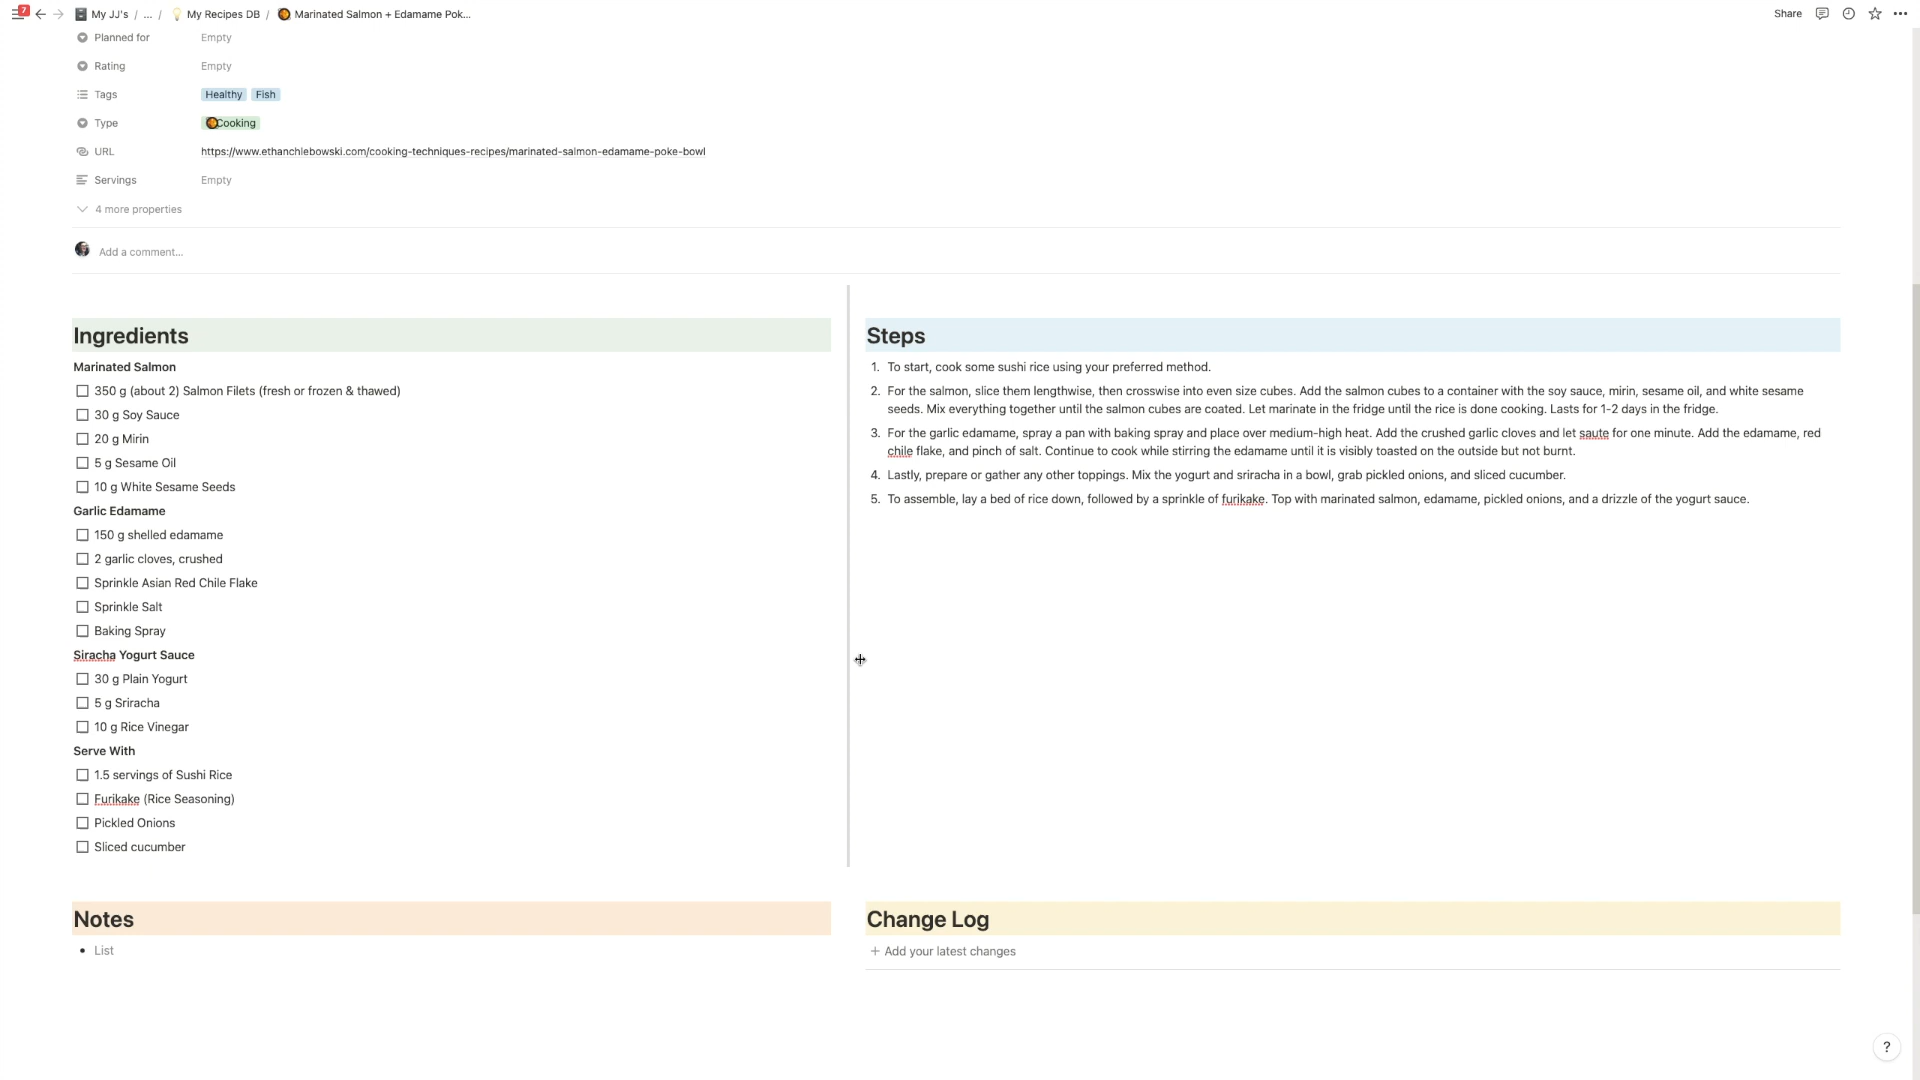 7
My JJ's / ... / My Recipes DB / Marinated Salmon + Edamame Pok...
Share
Planned for Empty
Rating Empty
Tags Healthy Fish
Type Cooking
URL https://www.ethanchlebowski.com/cooking-techniques-recipes/marinated-salmon-edamame-poke-bowl
Servings Empty
4 more properties
Add a comment...
Ingredients
Marinated Salmon
350 g (about 2) Salmon Filets (fresh or frozen & thawed)
30 g Soy Sauce
20 g Mirin
5 g Sesame Oil
10 g White Sesame Seeds
Garlic Edamame
150 g shelled edamame
2 garlic cloves, crushed
Sprinkle Asian Red Chile Flake
Sprinkle Salt
Baking Spray
Siracha Yogurt Sauce
30 g Plain Yogurt
5 g Sriracha
10 g Rice Vinegar
Serve With
1.5 servings of Sushi Rice
Furikake (Rice Seasoning)
Pickled Onions
Sliced cucumber
Steps
1. To start, cook some sushi rice using your preferred method.
2. For the salmon, slice them lengthwise, then crosswise into even size cubes. Add the salmon cubes to a container with the soy sauce, mirin, sesame oil, and white sesame
seeds. Mix everything together until the salmon cubes are coated. Let marinate in the fridge until the rice is done cooking. Lasts for 1-2 days in the fridge.
3. For the garlic edamame, spray a pan with baking spray and place over medium-high heat. Add the crushed garlic cloves and let saute for one minute. Add the edamame, red
chile flake, and pinch of salt. Continue to cook while stirring the edamame until it is visibly toasted on the outside but not burnt.
4. Lastly, prepare or gather any other toppings. Mix the yogurt and sriracha in a bowl, grab pickled onions, and sliced cucumber.
5. To assemble, lay a bed of rice down, followed by a sprinkle of furikake. Top with marinated salmon, edamame, pickled onions, and a drizzle of the yogurt sauce.
Notes
• List
Change Log
+ Add your latest changes
?